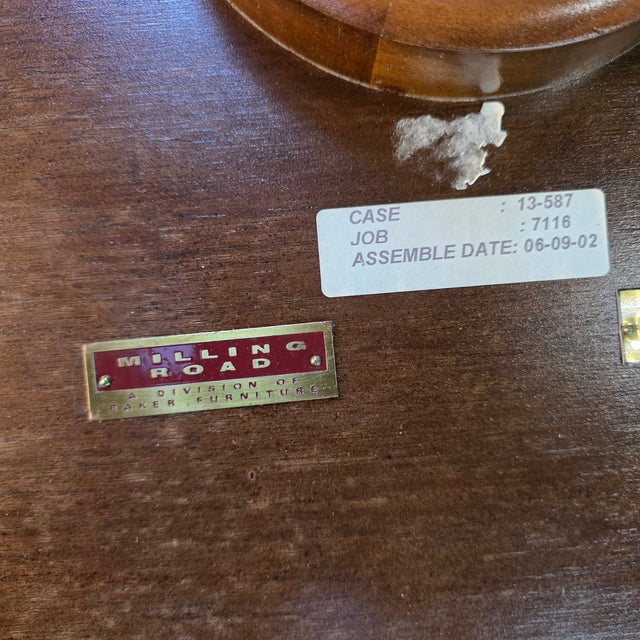 CASE : 13-587
JOB : 7116
ASSEMBLE DATE: 06-09-02
MILLING
ROAD
A DIVISION OF
BAKER FURNITURE